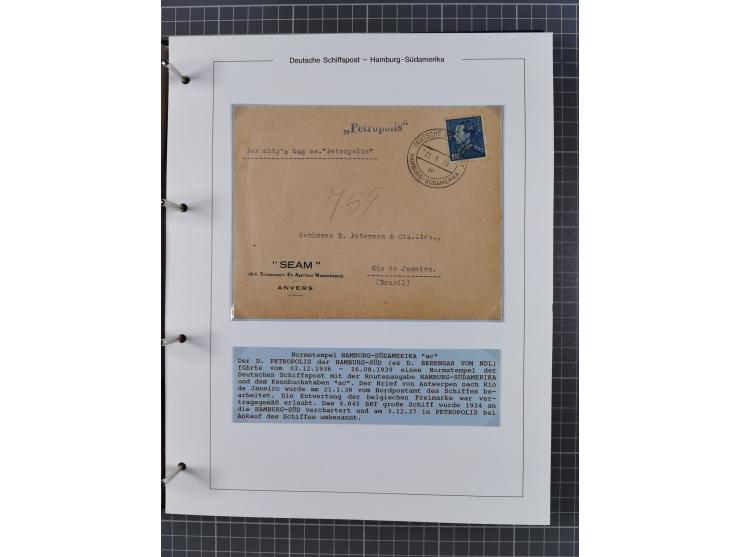 Deutsche Schiffspost – Hamburg-Südamerika
„Petropolis“
Per ship's bag ss."Petropolis"
DEUTSCHE
21.1.38
HAMBURG-SÜDAMERIKA
759
Senhores B. Petersen & Cia.Ltda.,
" SEAM "
Rio de Janeiro.
(Brazil)
ANVERS
Normstempel HAMBURG-SÜDAMERIKA "ac"
Der D. PETROPOLIS der HAMBURG-SÜD (ex D. BERENGAR VOM NDL)
führte vom 03.12.1936 - 16.08.1939 einen Normstempel der
Deutschen Schiffspost mit der Routenangabe HAMBURG-SÜDAMERIKA
und dem Kennbuchstaben "ac". Der Brief von Antwerpen nach Rio
de Janeiro wurde am 21.1.38 vom Bordpostamt des Schiffes be-
arbeitet. Die Entwertung der belgischen Freimarke war ver-
tragsgemäß erlaubt. Das 4.845 BRT große Schiff wurde 1934 an
die HAMBURG-SÜD verchartert und am 3.12.37 in PETROPOLIS bei
Ankauf des Schiffes umbenannt.